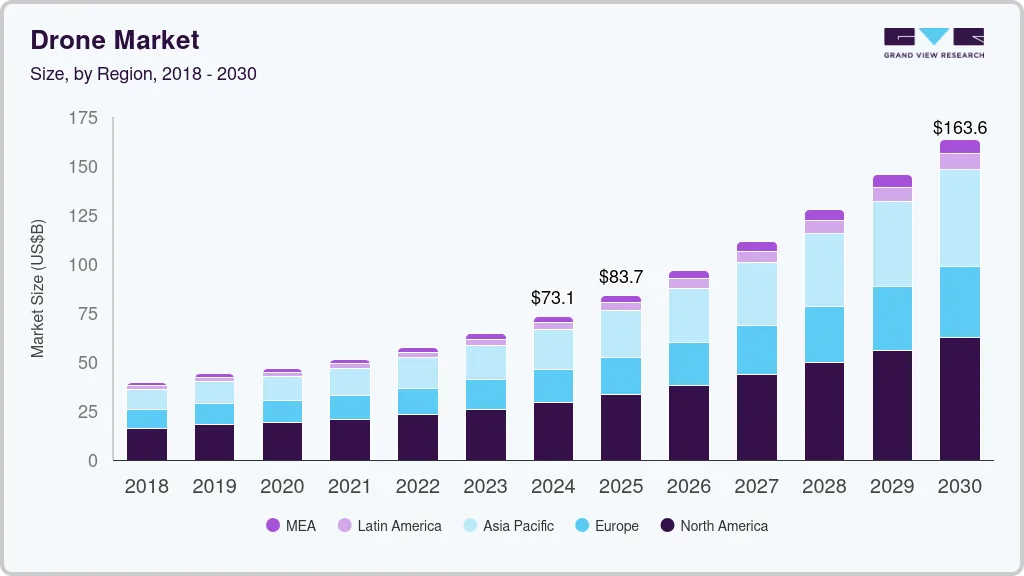 Drone Market
Size, by Region, 2018 - 2030
GRAND VIEW RESEARCH
Market Size (US$B)
175
150
125
100
75
50
25
0
$73.1
$83.7
$163.6
2018 2019 2020 2021 2022 2023 2024 2025 2026 2027 2028 2029 2030
MEA Latin America Asia Pacific Europe North America